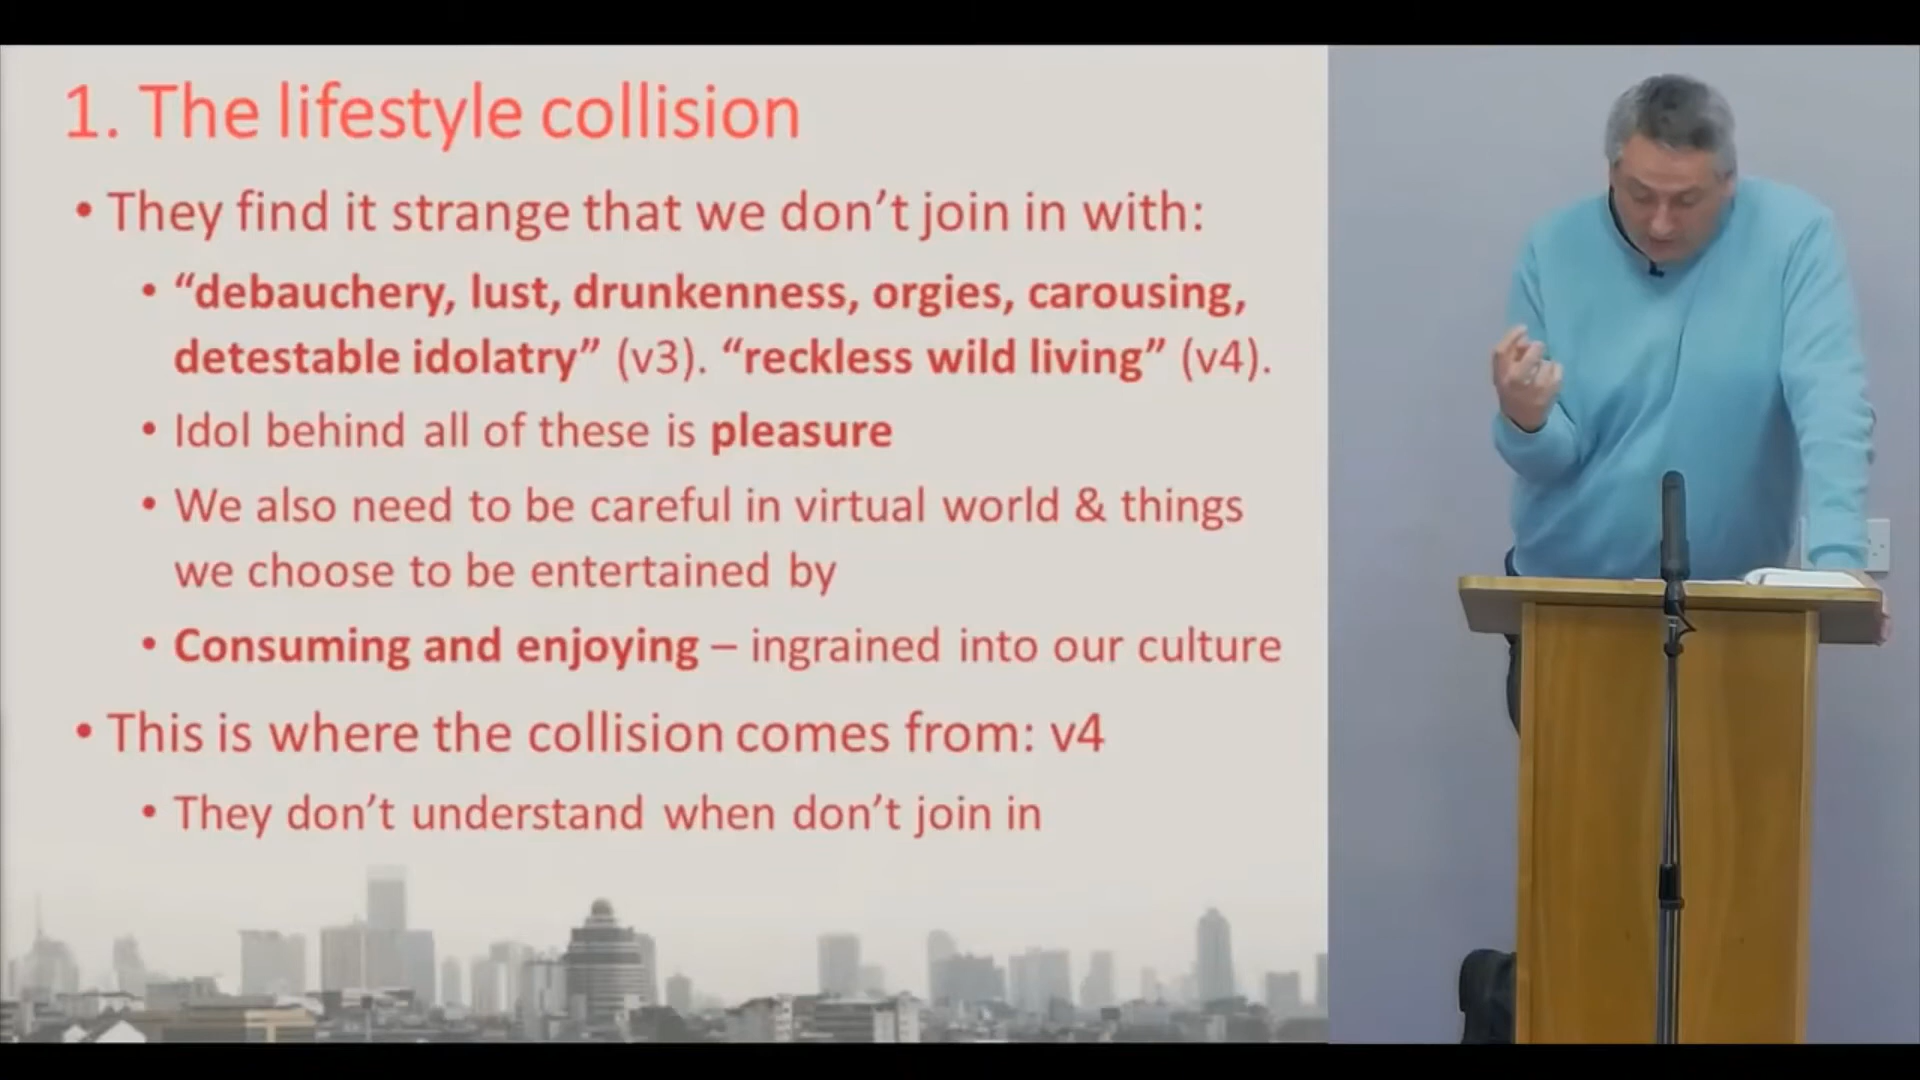 1. The lifestyle collision
• They find it strange that we don’t join in with:
• “debauchery, lust, drunkenness, orgies, carousing,
detestable idolatry” (v3). “reckless wild living” (v4).
• Idol behind all of these is pleasure
• We also need to be careful in virtual world & things
we choose to be entertained by
• Consuming and enjoying – ingrained into our culture
• This is where the collision comes from: v4
• They don’t understand when don’t join in